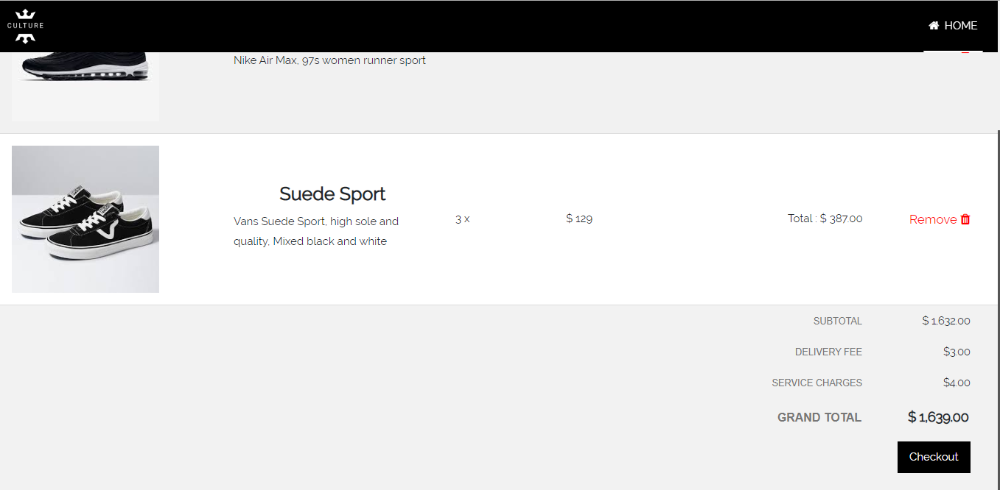 CULTURE
HOME
Nike Air Max, 97s women runner sport
Suede Sport
Vans Suede Sport, high sole and
quality, Mixed black and white
3 x
$ 129
Total : $ 387.00
Remove
SUBTOTAL
$ 1,632.00
DELIVERY FEE
$3.00
SERVICE CHARGES
$4.00
GRAND TOTAL
$ 1,639.00
Checkout